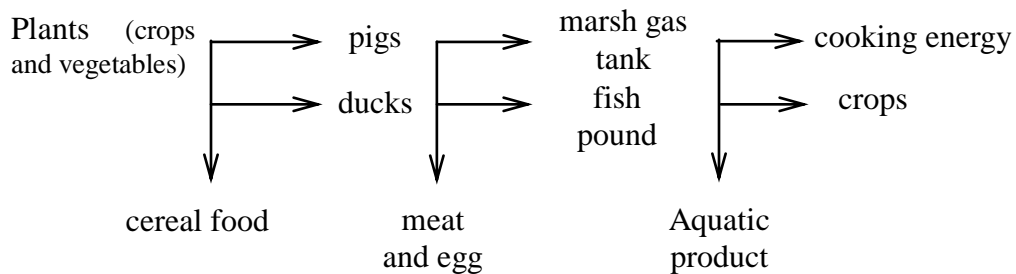 Plants (crops
and vegetables)
pigs
ducks
marsh gas
tank
fish
pound
cooking energy
crops
cereal food
meat
and egg
Aquatic
product